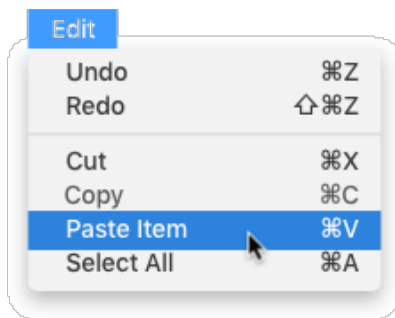 Edit
Undo ⌘Z
Redo ⇧⌘Z
Cut ⌘X
Copy ⌘C
Paste Item ⌘V
Select All ⌘A